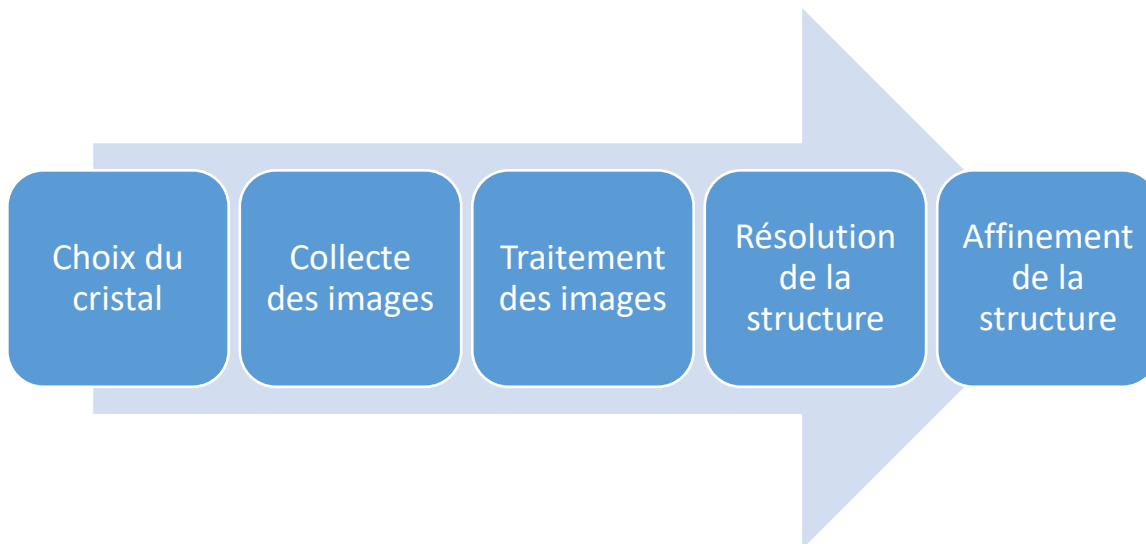 Choix du
cristal
Collecte
des images
Traitement
des images
Résolution
de la
structure
Affinement
de la
structure